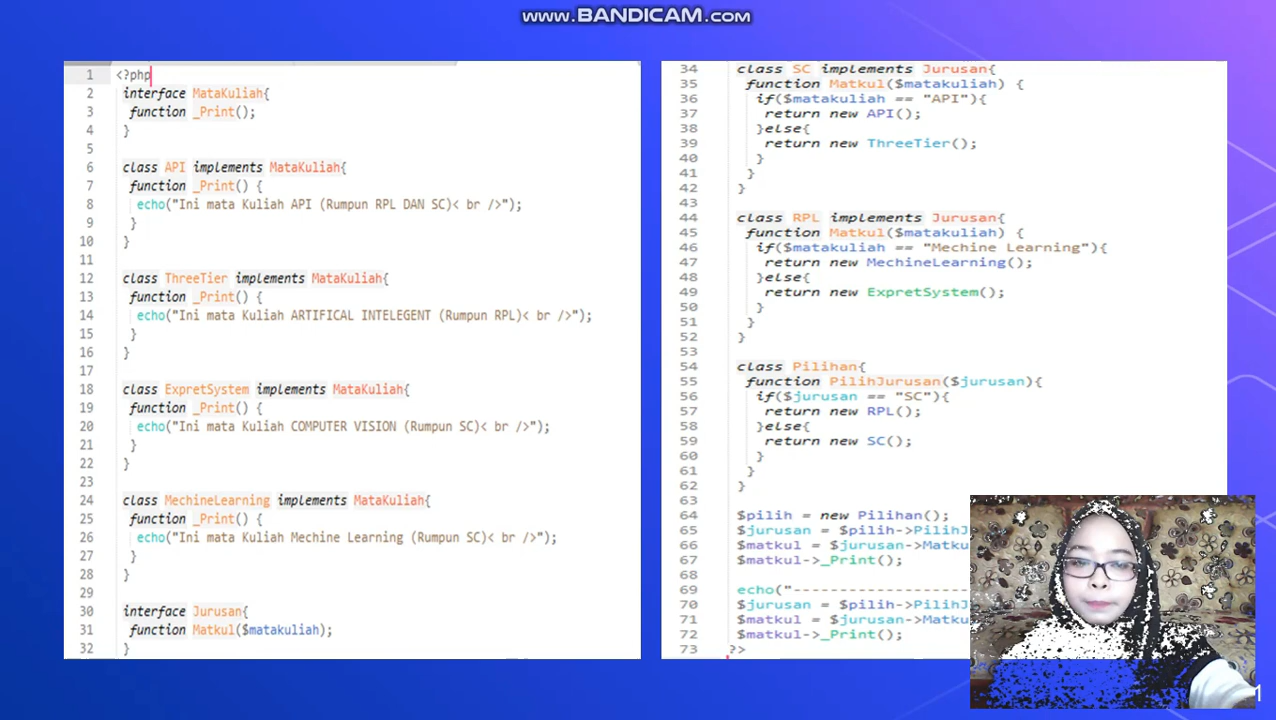 www.BANDICAM.com
1 <?php
2 interface MataKuliah{
3 function _Print();
4 }
5
6 class API implements MataKuliah{
7 function _Print() {
8 echo("Ini mata Kuliah API (Rumpun RPL DAN SC)< br />");
9 }
10 }
11
12 class ThreeTier implements MataKuliah{
13 function _Print() {
14 echo("Ini mata Kuliah ARTIFICAL INTELEGENT (Rumpun RPL)< br />");
15 }
16 }
17
18 class ExpretSystem implements MataKuliah{
19 function _Print() {
20 echo("Ini mata Kuliah COMPUTER VISION (Rumpun SC)< br />");
21 }
22 }
23
24 class MechineLearning implements MataKuliah{
25 function _Print() {
26 echo("Ini mata Kuliah Mechine Learning (Rumpun SC)< br />");
27 }
28 }
29
30 interface Jurusan{
31 function Matkul($matakuliah);
32 }
34 class SC implements Jurusan{
35 function Matkul($matakuliah) {
36 if($matakuliah == "API"){
37 return new API();
38 }else{
39 return new ThreeTier();
40 }
41 }
42 }
43
44 class RPL implements Jurusan{
45 function Matkul($matakuliah) {
46 if($matakuliah == "Mechine Learning"){
47 return new MechineLearning();
48 }else{
49 return new ExpretSystem();
50 }
51 }
52 }
53
54 class Pilihan{
55 function PilihJurusan($jurusan){
56 if($jurusan == "SC"){
57 return new RPL();
58 }else{
59 return new SC();
60 }
61 }
62 }
63
64 $pilih = new Pilihan();
65 $jurusan = $pilih->PilihJ
66 $matkul = $jurusan->Matku
67 $matkul->_Print();
68
69 echo("----------------
70 $jurusan = $pilih->PilihJ
71 $matkul = $jurusan->Matku
72 $matkul->_Print();
73 ?>
1